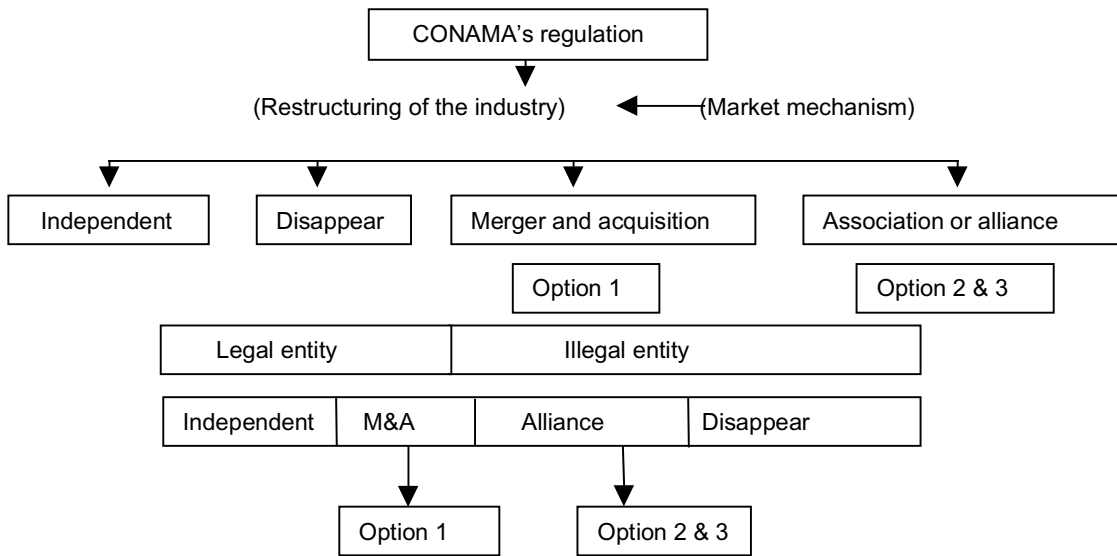 CONAMA's regulation
(Restructuring of the industry) (Market mechanism)
Independent Disappear Merger and acquisition Association or alliance
Option 1 Option 2 & 3
Legal entity Illegal entity
Independent M&A Alliance Disappear
Option 1 Option 2 & 3